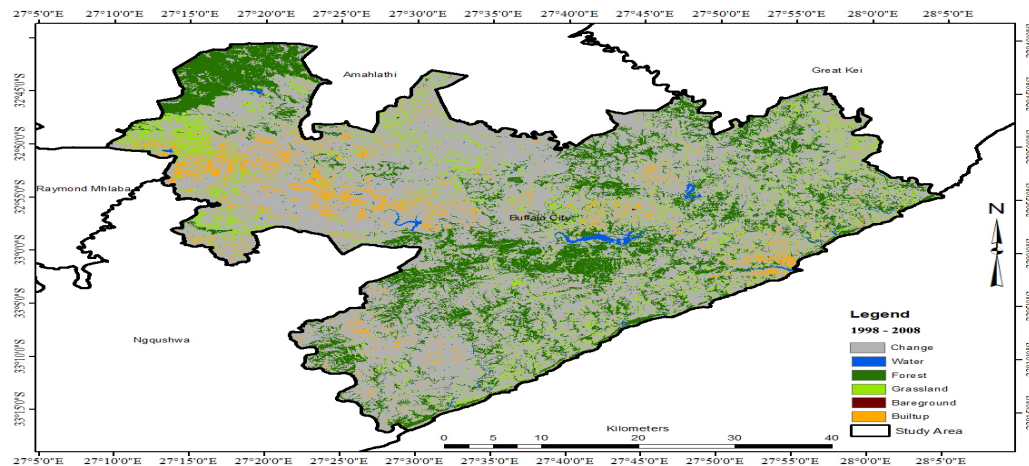 27°5'0"E 27°10'0"E 27°15'0"E 27°20'0"E 27°25'0"E 27°30'0"E 27°35'0"E 27°40'0"E 27°45'0"E 27°50'0"E 27°55'0"E 28°0'0"E 28°5'0"E
Amahlathi
Great Kei
32°45'0"S
32°50'0"S
Raymond Mhlaba
32°55'0"S
Buffalo City
N
33°0'0"S
33°5'0"S
Legend
1998 - 2008
Ngqushwa
Change
Water
33°10'0"S
Forest
Grassland
Bareground
33°15'0"S
Builtup
Kilometers
Study Area
0 5 10 20 30 40
27°5'0"E 27°10'0"E 27°15'0"E 27°20'0"E 27°25'0"E 27°30'0"E 27°35'0"E 27°40'0"E 27°45'0"E 27°50'0"E 27°55'0"E 28°0'0"E 28°5'0"E